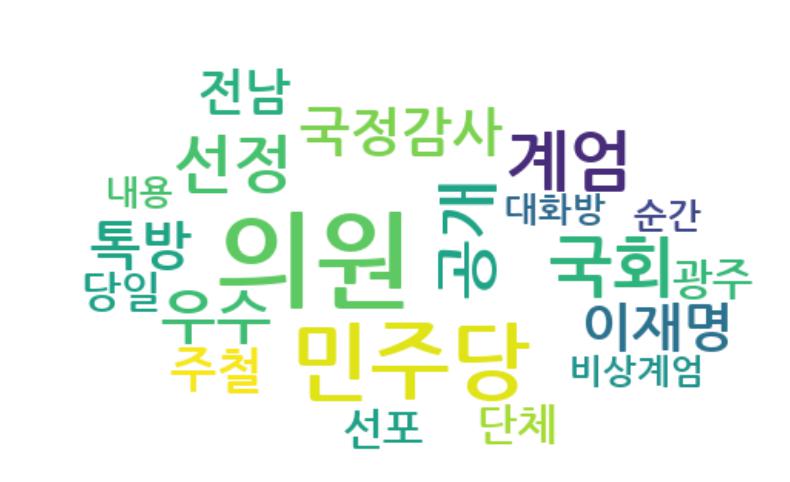 전남
국정감사
선정
계엄
내용
공개
대화방
순간
톡방
의원
국회
광주
당일
우수
이재명
주철
민주당
비상계엄
선포
단체